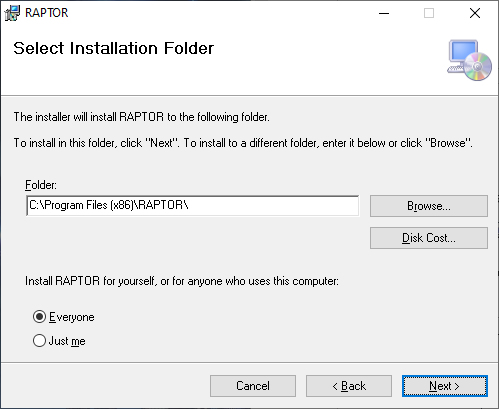 RAPTOR
Select Installation Folder
The installer will install RAPTOR to the following folder.
To install in this folder, click "Next". To install to a different folder, enter it below or click "Browse".
Folder:
C:\Program Files (x86)\RAPTOR\
Browse...
Disk Cost...
Install RAPTOR for yourself, or for anyone who uses this computer:
Everyone
Just me
Cancel
< Back
Next >